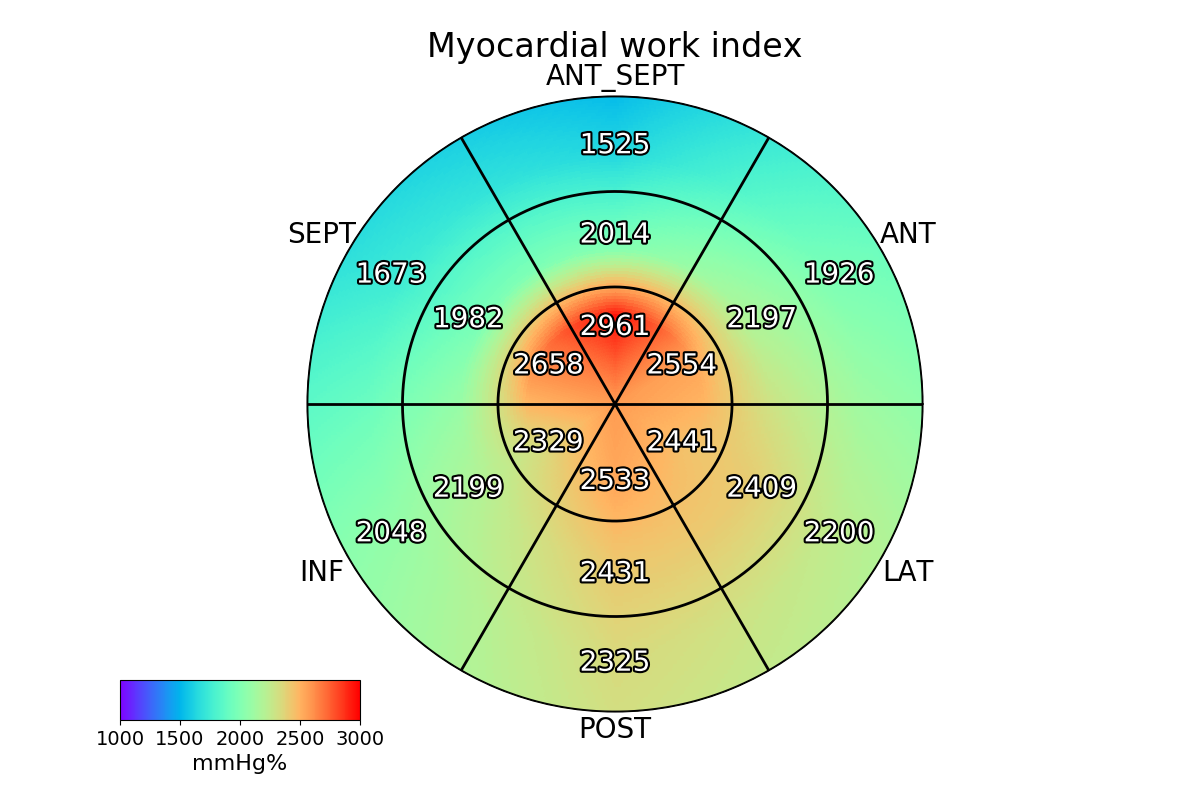 Myocardial work index
ANT_SEPT
1525
SEPT
2014
ANT
1673
1926
1982
2961
2197
2658
2554
2329
2441
2199
2533
2409
2048
2200
INF
2431
LAT
2325
POST
1000 1500 2000 2500 3000
mmHg%